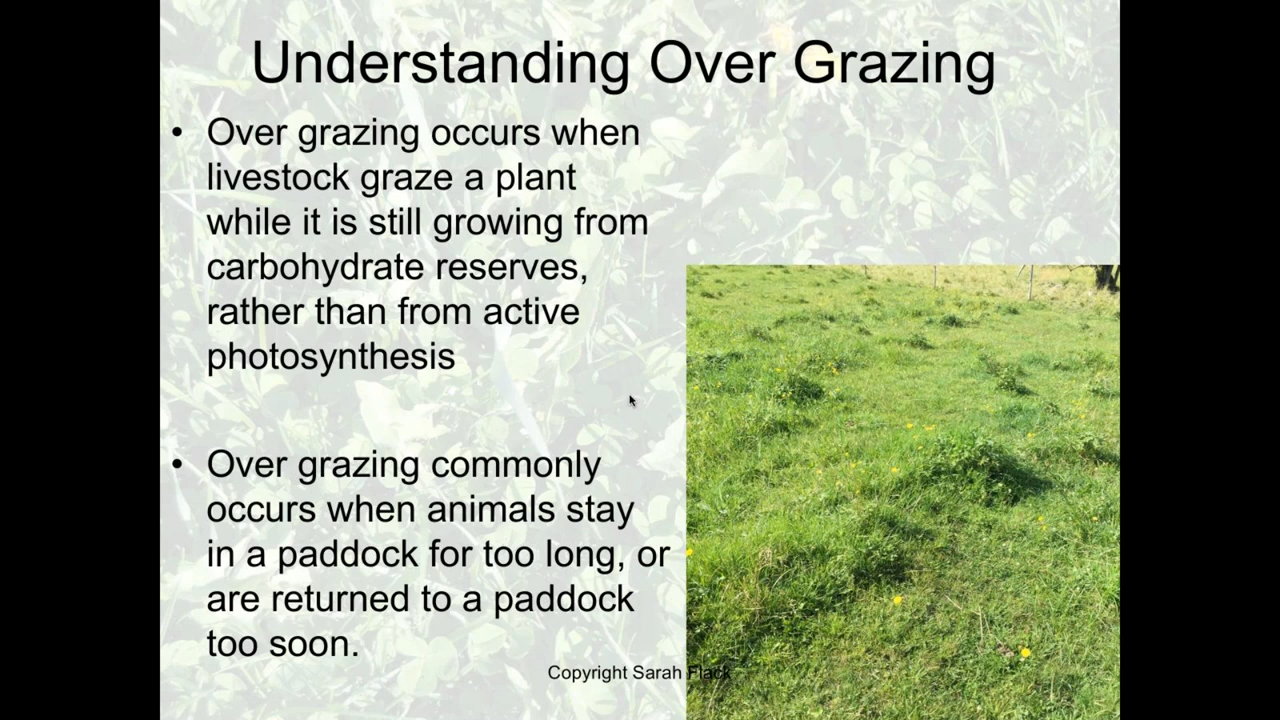 Understanding Over Grazing
• Over grazing occurs when
livestock graze a plant
while it is still growing from
carbohydrate reserves,
rather than from active
photosynthesis
• Over grazing commonly
occurs when animals stay
in a paddock for too long, or
are returned to a paddock
too soon.
Copyright Sarah Flack